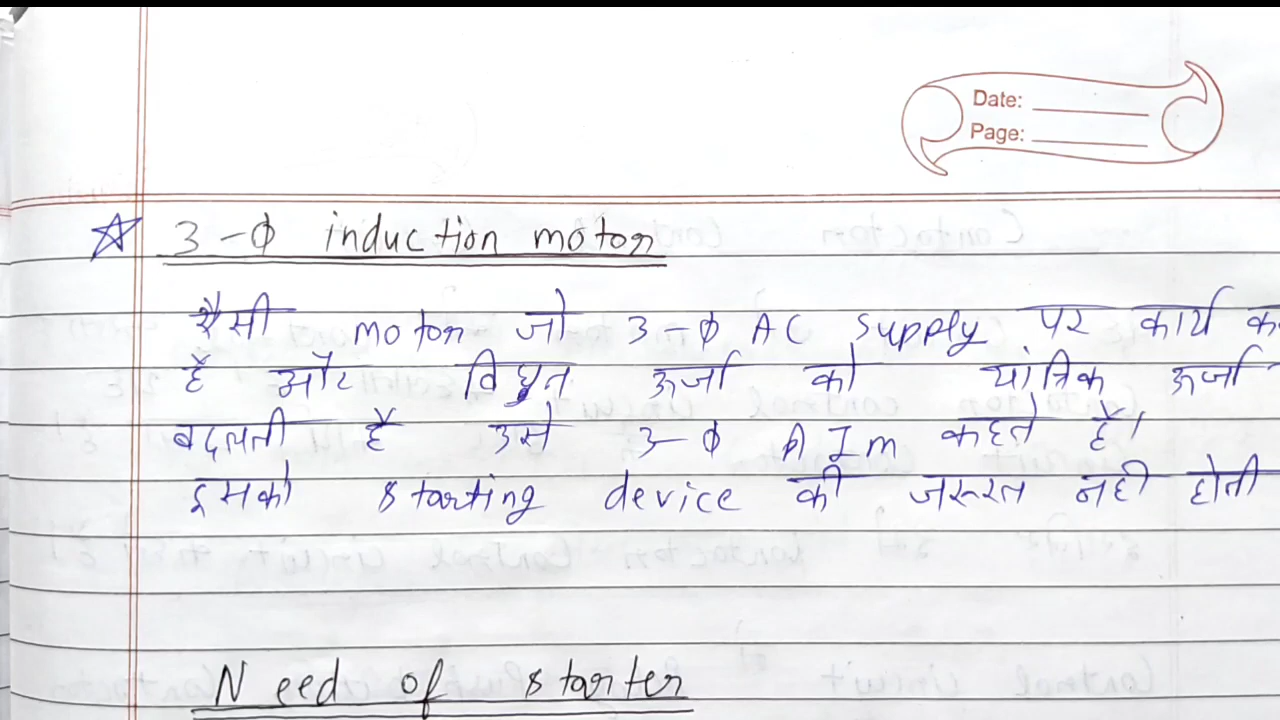 Date:
Page:
3-φ induction motor
ऐसी motor जो 3-φ AC supply पर कार्य क
है और विधुत ऊर्जा को यांत्रिक ऊर्जा
बदलती है उसे 3-φ IM कहते हैं।
इसको starting device की जरूरत नही होती
Need of starter